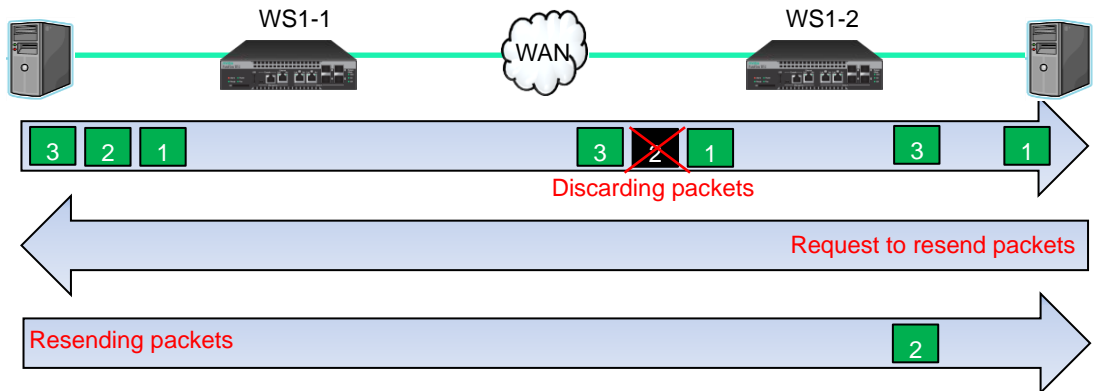 WS1-1 WS1-2
WAN
3 2 1 3 2 1 3 1
Discarding packets
Request to resend packets
Resending packets
2